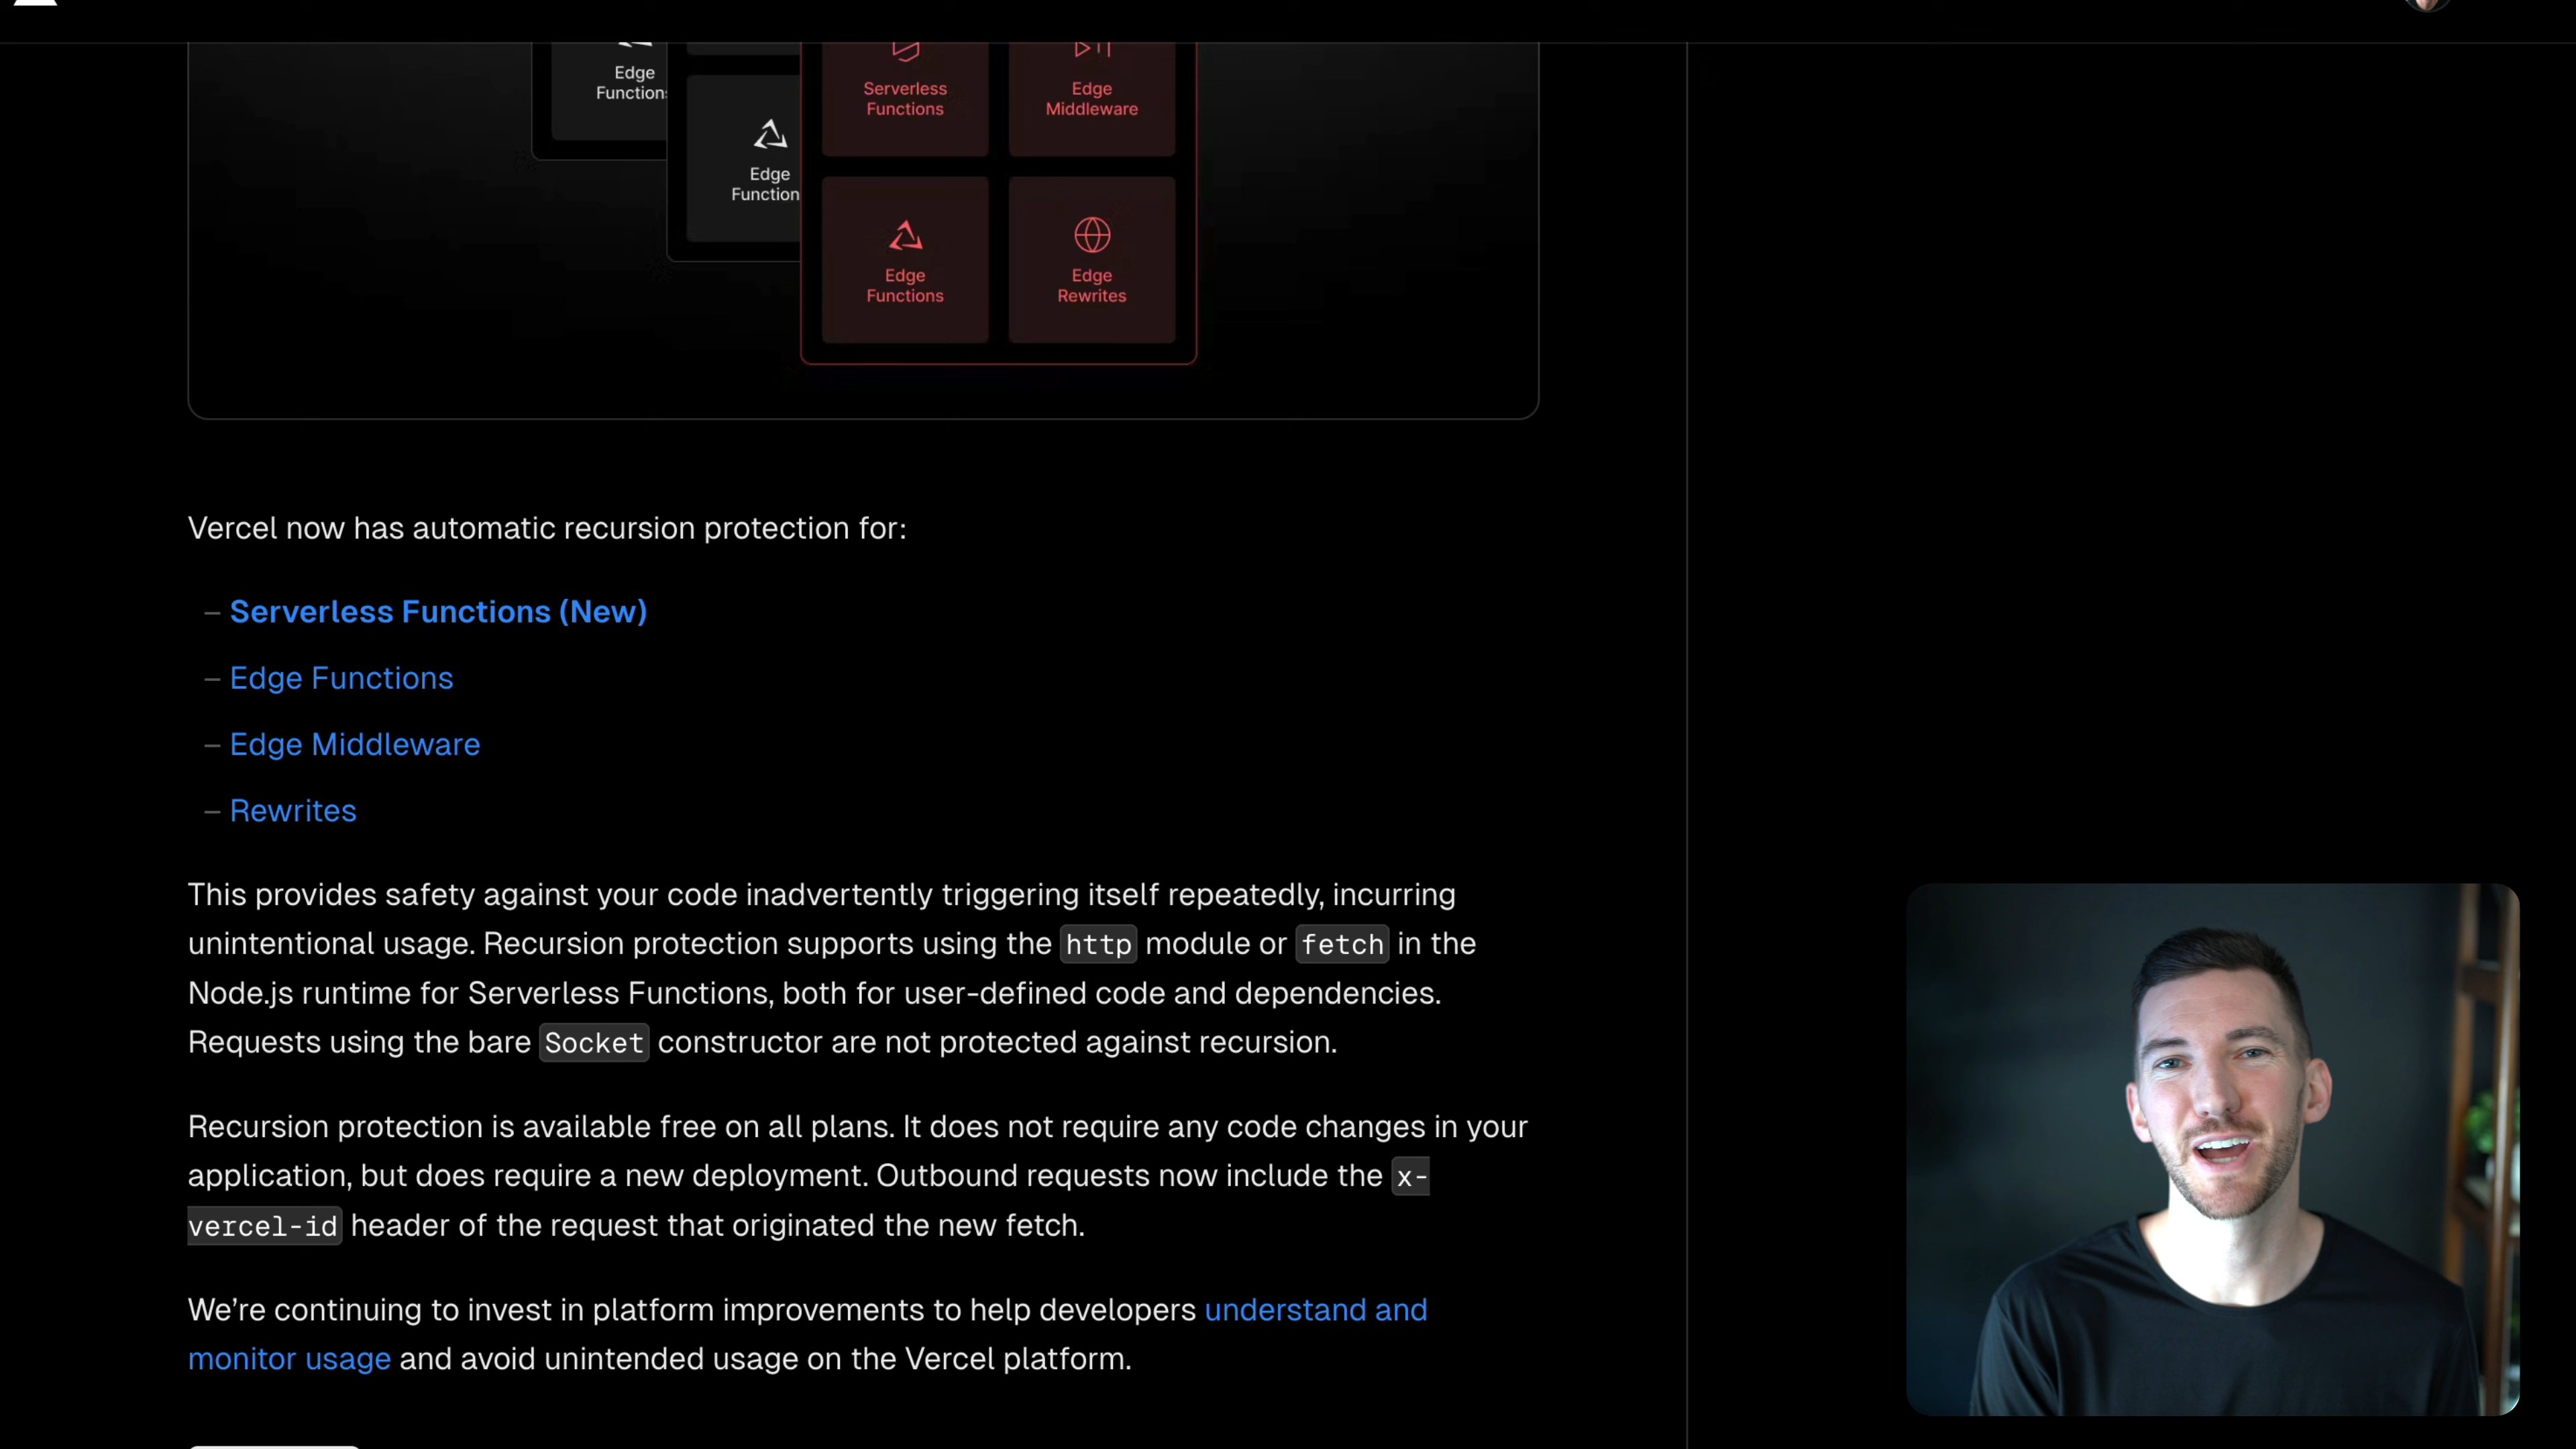 Edge
Function
Edge
Function
Serverless
Functions
Edge
Middleware
Edge
Functions
Edge
Rewrites
Vercel now has automatic recursion protection for:
– Serverless Functions (New)
– Edge Functions
– Edge Middleware
– Rewrites
This provides safety against your code inadvertently triggering itself repeatedly, incurring
unintentional usage. Recursion protection supports using the http module or fetch in the
Node.js runtime for Serverless Functions, both for user-defined code and dependencies.
Requests using the bare Socket constructor are not protected against recursion.
Recursion protection is available free on all plans. It does not require any code changes in your
application, but does require a new deployment. Outbound requests now include the x-
vercel-id header of the request that originated the new fetch.
We’re continuing to invest in platform improvements to help developers understand and
monitor usage and avoid unintended usage on the Vercel platform.